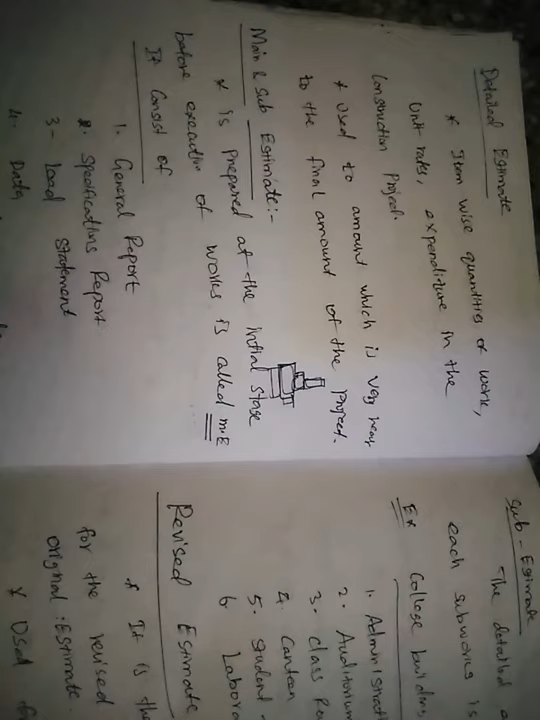 Detailed Estimate
* Item wise quantities of work,
Unit rates, expenditure in the
Construction Project.
* Used to amount which is very near
to the final amount of the Project.
Main & Sub Estimate:-
* is prepared at the initial stage
before execution of works is called m.E
It Consist of
1. General Report
2. Specifications Report
3- Load Statement
4- Data
Sub-Estimate
The detailed
each subworks is
Ex College building
1. Administrat
2. Auditorium
3. Class Ro
4. Canteen
5. Student -
6. Labora
Revised Estimate
* It is the
for the revised
original Estimate.
* Used f